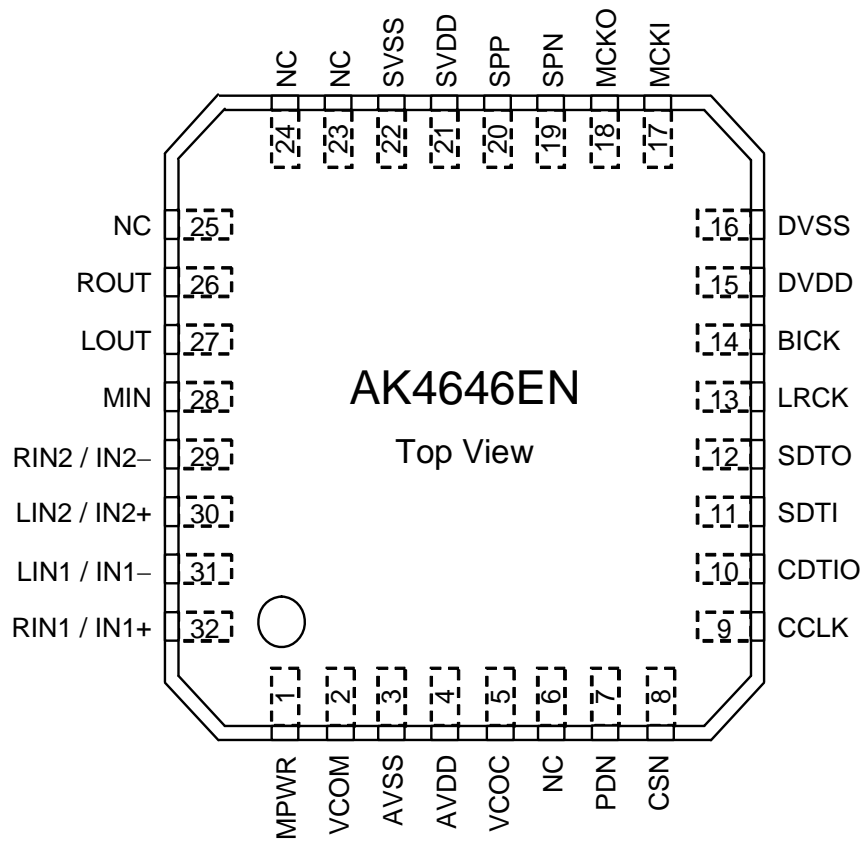 NC
NC
SVSS
SVDD
SPP
SPN
MCKO
MCKI
24
23
22
21
20
19
18
17
NC 25
ROUT 26
LOUT 27
MIN 28
RIN2 / IN2− 29
LIN2 / IN2+ 30
LIN1 / IN1− 31
RIN1 / IN1+ 32
AK4646EN
Top View
16 DVSS
15 DVDD
14 BICK
13 LRCK
12 SDTO
11 SDTI
10 CDTIO
9 CCLK
1
2
3
4
5
6
7
8
MPWR
VCOM
AVSS
AVDD
VCOC
NC
PDN
CSN